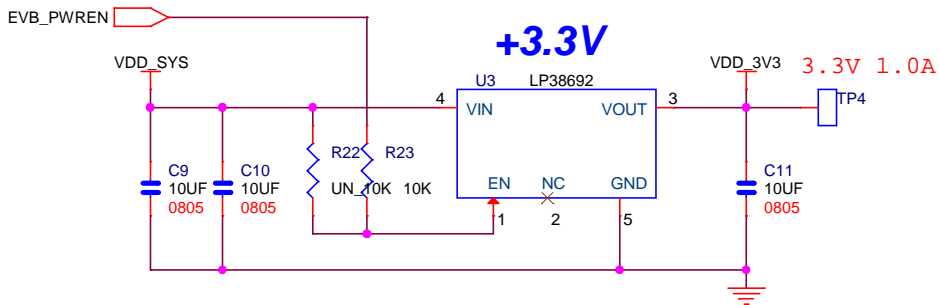 EVB_PWREN
+3.3V
VDD_SYS
U3 LP38692
VDD_3V3 3.3V 1.0A
4 VIN VOUT 3 TP4
C9 10UF 0805
C10 10UF 0805
R22 UN_10K
R23 10K
EN NC GND
1 2 5
C11 10UF 0805